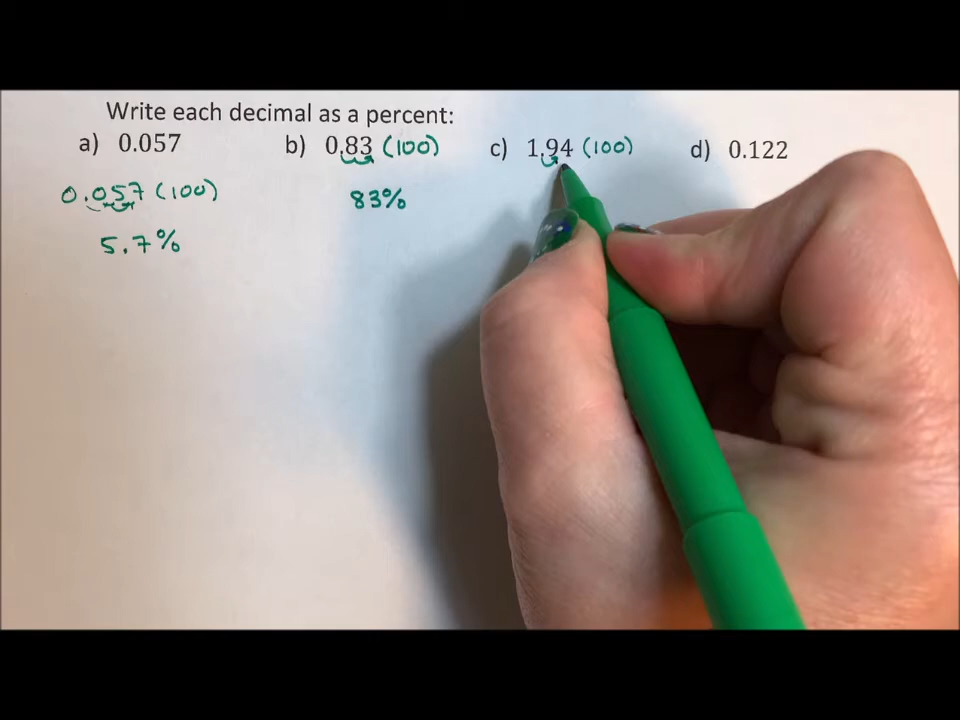 Write each decimal as a percent:
a) 0.057 b) 0.83 (100) c) 1.94 (100) d) 0.122
0.057 (100) 83%
5.7%